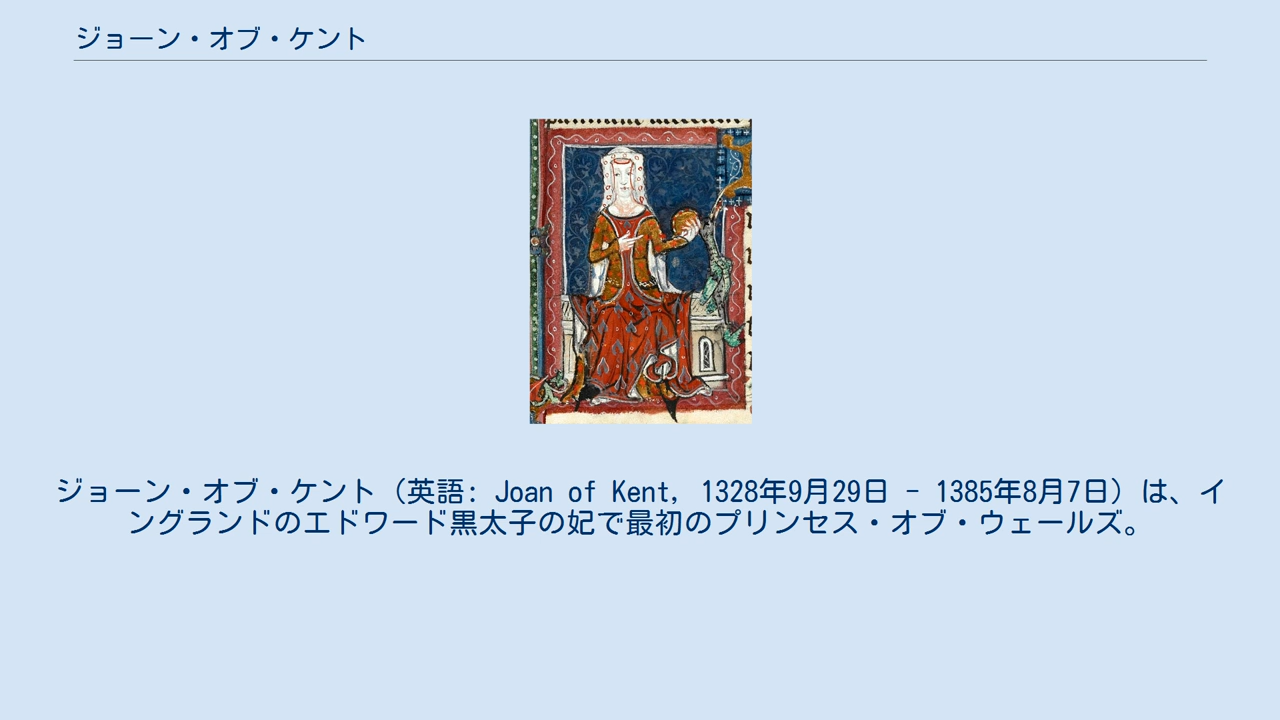 ジョーン・オブ・ケント
ジョーン・オブ・ケント（英語: Joan of Kent, 1328年9月29日 - 1385年8月7日）は、イ
ングランドのエドワード黒太子の妃で最初のプリンセス・オブ・ウェールズ。